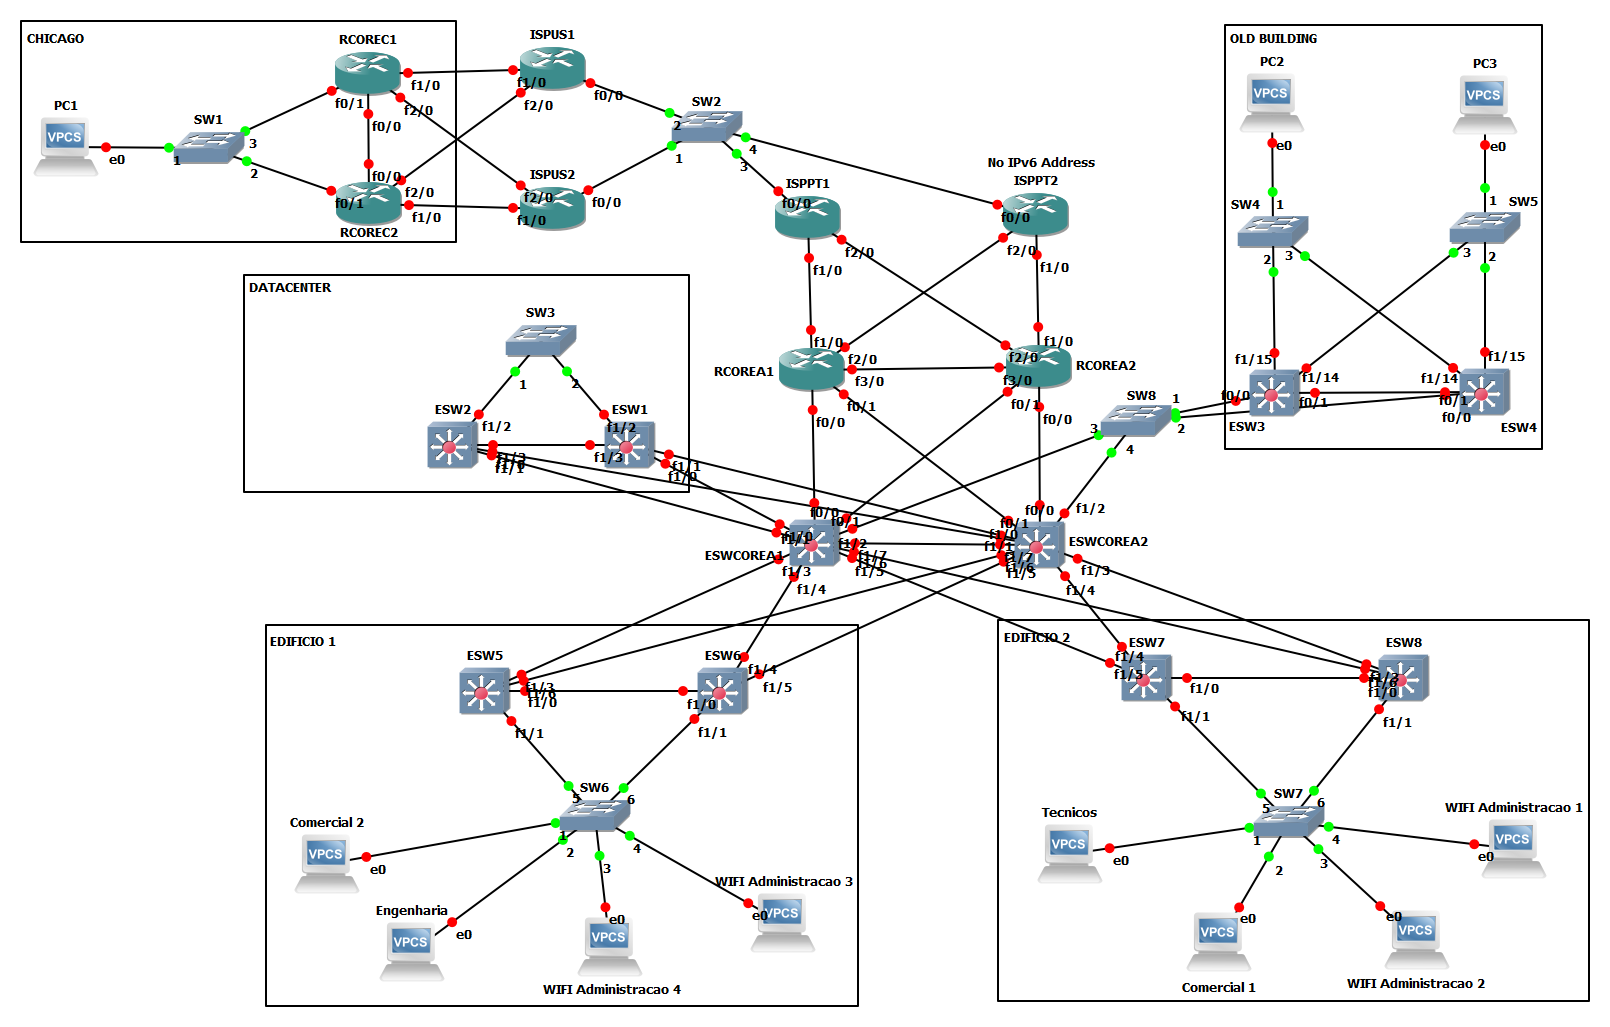 CHICAGO
RCOREC1
ISPUS1
PC1
VPCS
e0
SW1
1
3
2
f0/1
f1/0
f2/0
f0/0
f0/0
f0/1
f2/0
f1/0
RCOREC2
f1/0
f2/0
f0/0
ISPUS2
f2/0
f1/0
f0/0
SW2
2
1
4
3
No IPv6 Address
ISPPT2
ISPPT1
f0/0
f2/0
f1/0
f0/0
f2/0
f1/0
OLD BUILDING
PC2
PC3
VPCS
VPCS
e0
e0
SW4
1
2
3
SW5
1
3
2
f1/15
f1/14
f0/0
f0/1
ESW3
f1/15
f1/14
f0/1
f0/0
ESW4
DATACENTER
SW3
1
2
ESW2
f1/2
f1/3
f1/0
f1/1
ESW1
f1/2
f1/3
f1/1
f1/0
RCOREA1
f1/0
f2/0
f3/0
f0/1
f0/0
RCOREA2
f1/0
f2/0
f3/0
f0/1
f0/0
SW8
1
2
3
4
ESWCOREA1
f0/0
f0/1
f1/0
f1/1
f1/2
f1/7
f1/6
f1/5
f1/3
f1/4
ESWCOREA2
f0/0
f0/1
f1/2
f1/0
f1/1
f1/7
f1/6
f1/5
f1/3
f1/4
EDIFICIO 1
ESW5
f1/3
f1/6
f1/0
f1/1
ESW6
f1/4
f1/5
f1/0
f1/1
SW6
5
6
1
2
3
4
Comercial 2
VPCS
e0
Engenharia
VPCS
e0
VPCS
e0
WIFI Administracao 4
WIFI Administracao 3
VPCS
e0
EDIFICIO 2
ESW7
f1/4
f1/5
f1/0
f1/1
ESW8
f1/3
f1/6
f1/0
f1/1
SW7
5
6
1
2
3
4
Tecnicos
VPCS
e0
VPCS
e0
Comercial 1
VPCS
e0
WIFI Administracao 2
WIFI Administracao 1
VPCS
e0